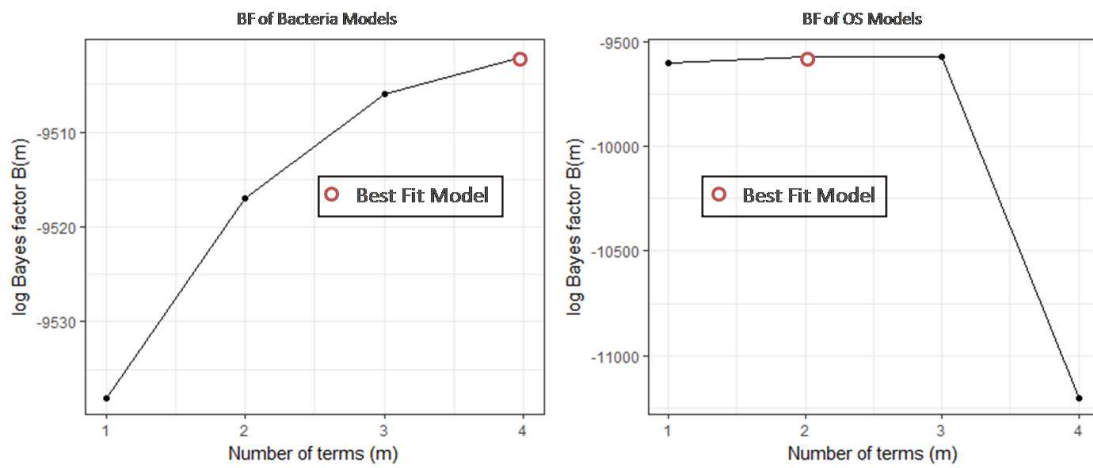 BF of Bacteria Models
log Bayes factor B(m)
-9510
-9520
-9530
Best Fit Model
1 2 3 4
Number of terms (m)
BF of OS Models
log Bayes factor B(m)
-9500
-10000
-10500
-11000
Best Fit Model
1 2 3 4
Number of terms (m)